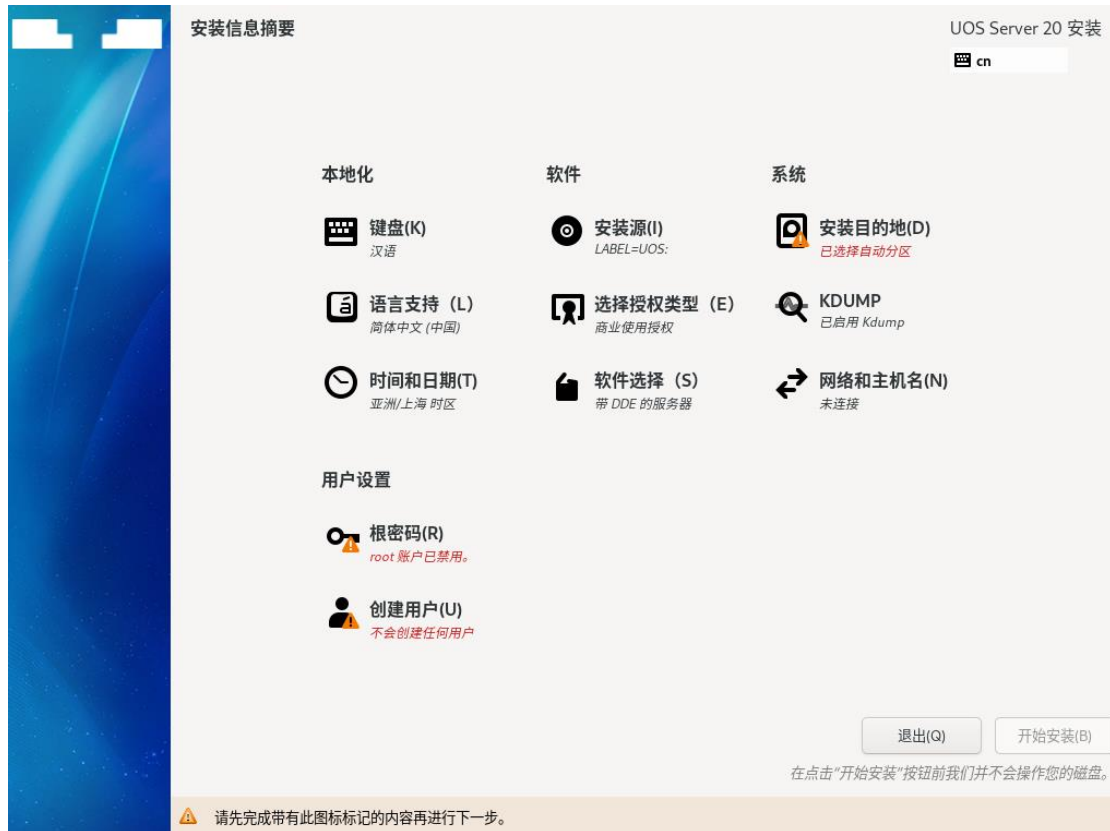 安装信息摘要
UOS Server 20 安装
cn
本地化
键盘(K)
汉语
语言支持（L）
简体中文 (中国)
时间和日期(T)
亚洲/上海 时区
软件
安装源(I)
LABEL=UOS:
选择授权类型（E）
商业使用授权
软件选择（S）
带 DDE 的服务器
系统
安装目的地(D)
已选择自动分区
KDUMP
已启用 Kdump
网络和主机名(N)
未连接
用户设置
根密码(R)
root 账户已禁用。
创建用户(U)
不会创建任何用户
退出(Q)
开始安装(B)
在点击"开始安装"按钮前我们并不会操作您的磁盘。
请先完成带有此图标标记的内容再进行下一步。